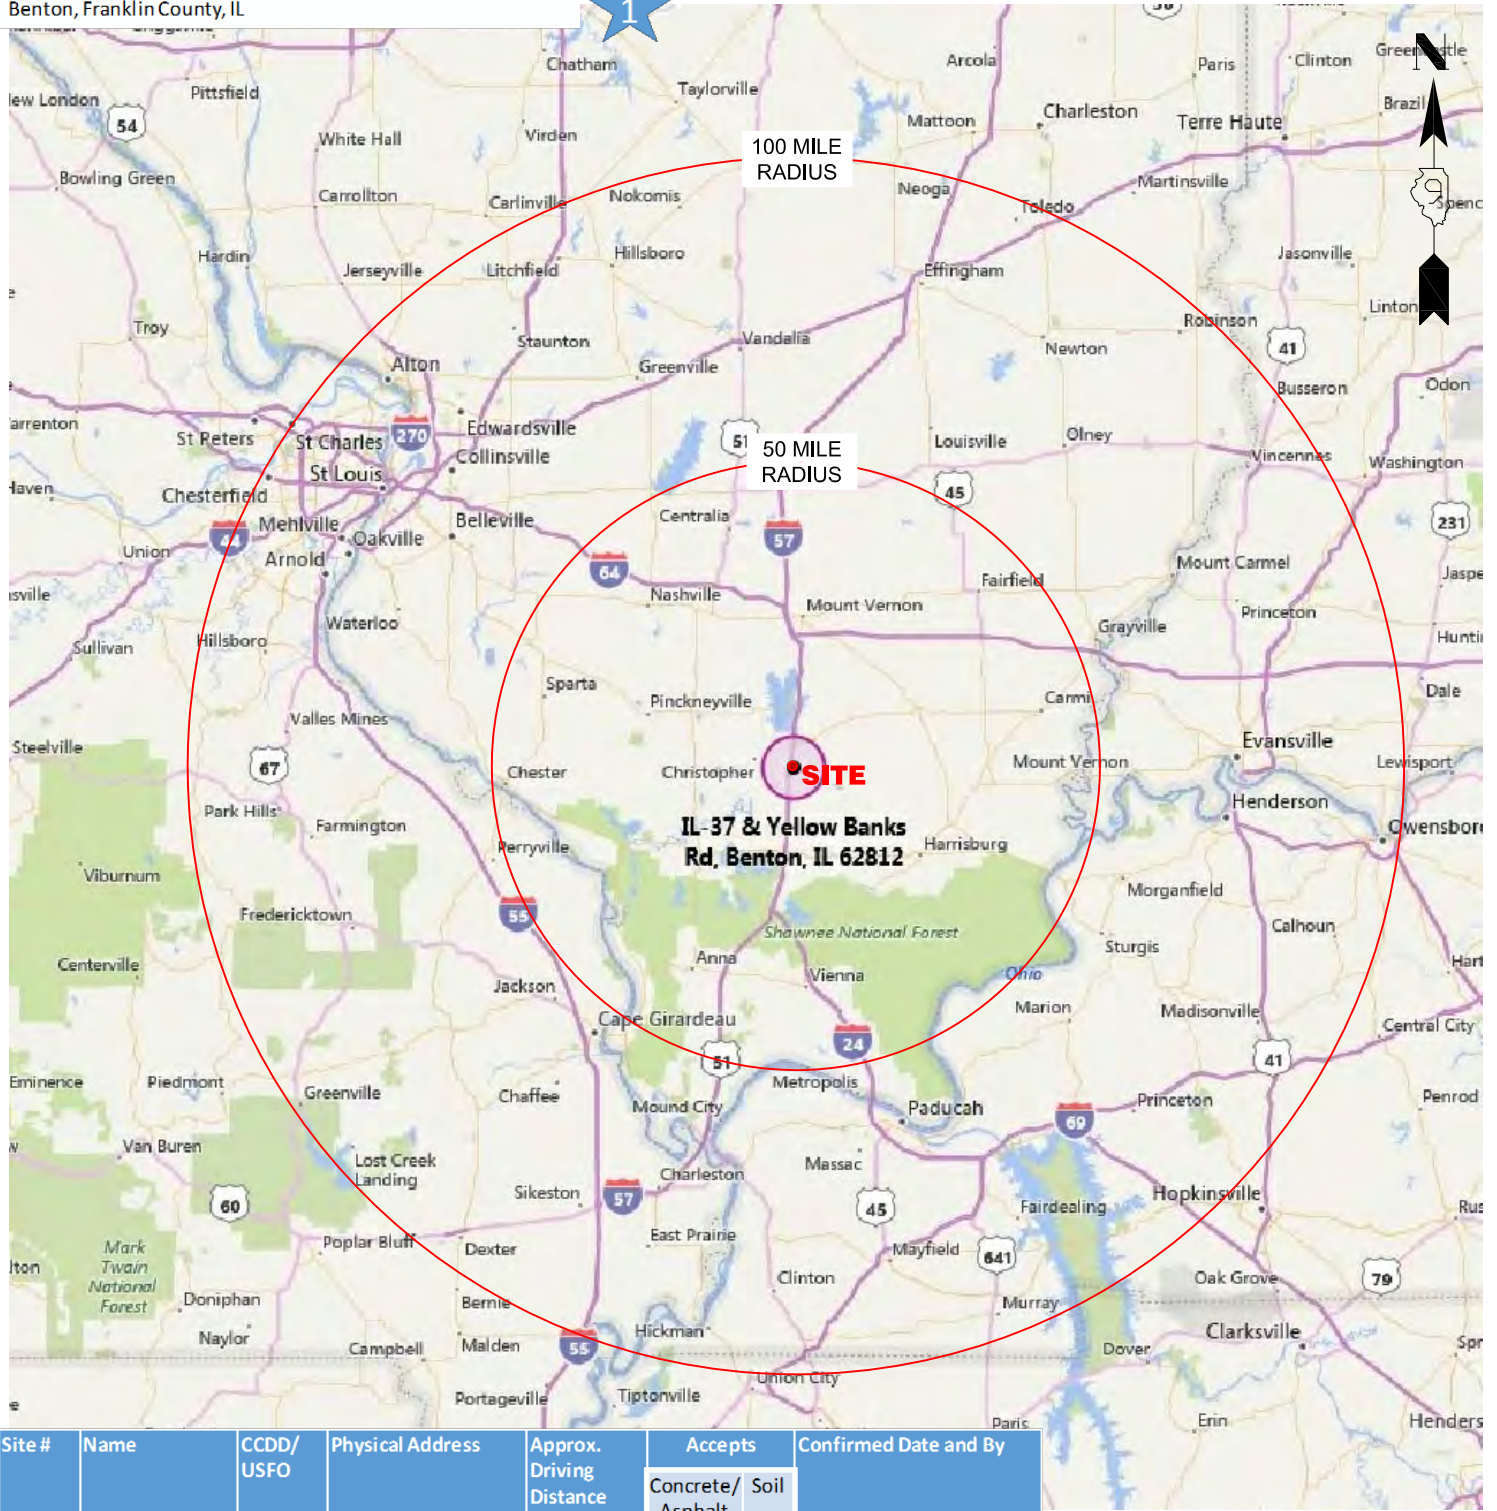 Benton, Franklin County, IL
1
Chatham
Arcola
Paris
Clinton
Greencastle
New London
Pittsfield
Taylorville
Brazil
54
White Hall
Virden
Mattoon
Charleston
Terre Haute
N
100 MILE
RADIUS
Bowling Green
Carrollton
Carlinville
Nokomis
Neoga
Toledo
Martinsville
9
Hardin
Jerseyville
Litchfield
Hillsboro
Effingham
Jasonville
Linton
Troy
Staunton
Vandalia
Robinson
Newton
41
Alton
Greenville
Busseron
Odon
St Peters
St Charles
270
Edwardsville
51
50 MILE
RADIUS
Louisville
Olney
Collinsville
St Louis
Vincennes
Washington
Chesterfield
45
Mehlville
Belleville
Centralia
231
Oakville
57
Union
Arnold
64
Mount Carmel
Nashville
Fairfield
Mount Vernon
Princeton
Waterloo
Hillsboro
Grayville
Sullivan
Sparta
Pinckneyville
Carmi
Dale
Valles Mines
Steelville
67
Chester
Christopher
SITE
Mount Vernon
Evansville
Lewisport
Park Hills
Henderson
Farmington
IL-37 & Yellow Banks
Rd, Benton, IL 62812
Perryville
Harrisburg
Viburnum
Morganfield
Fredericktown
55
Shawnee National Forest
Calhoun
Sturgis
Centerville
Anna
Vienna
Ohio
Jackson
Marion
Madisonville
Cape Girardeau
Central City
24
51
41
Eminence
Piedmont
Greenville
Chaffee
Metropolis
Mound City
Paducah
Princeton
Penrod
69
Van Buren
Lost Creek
Landing
Massac
Charleston
Sikeston
57
60
45
Fairdealing
Hopkinsville
Poplar Bluff
Dexter
East Prairie
Mayfield
641
Mark
Twain
National
Forest
Clinton
Oak Grove
79
Doniphan
Bernie
Murray
Naylor
Hickman
Clarksville
Campbell
Malden
55
Dover
Union City
Portageville
Tiptonville
Paris
Erin
Site #
Name
CCDD/
USFO
Physical Address
Approx.
Driving
Distance
Accepts
Confirmed Date and By
Concrete/
Asphalt
Soil